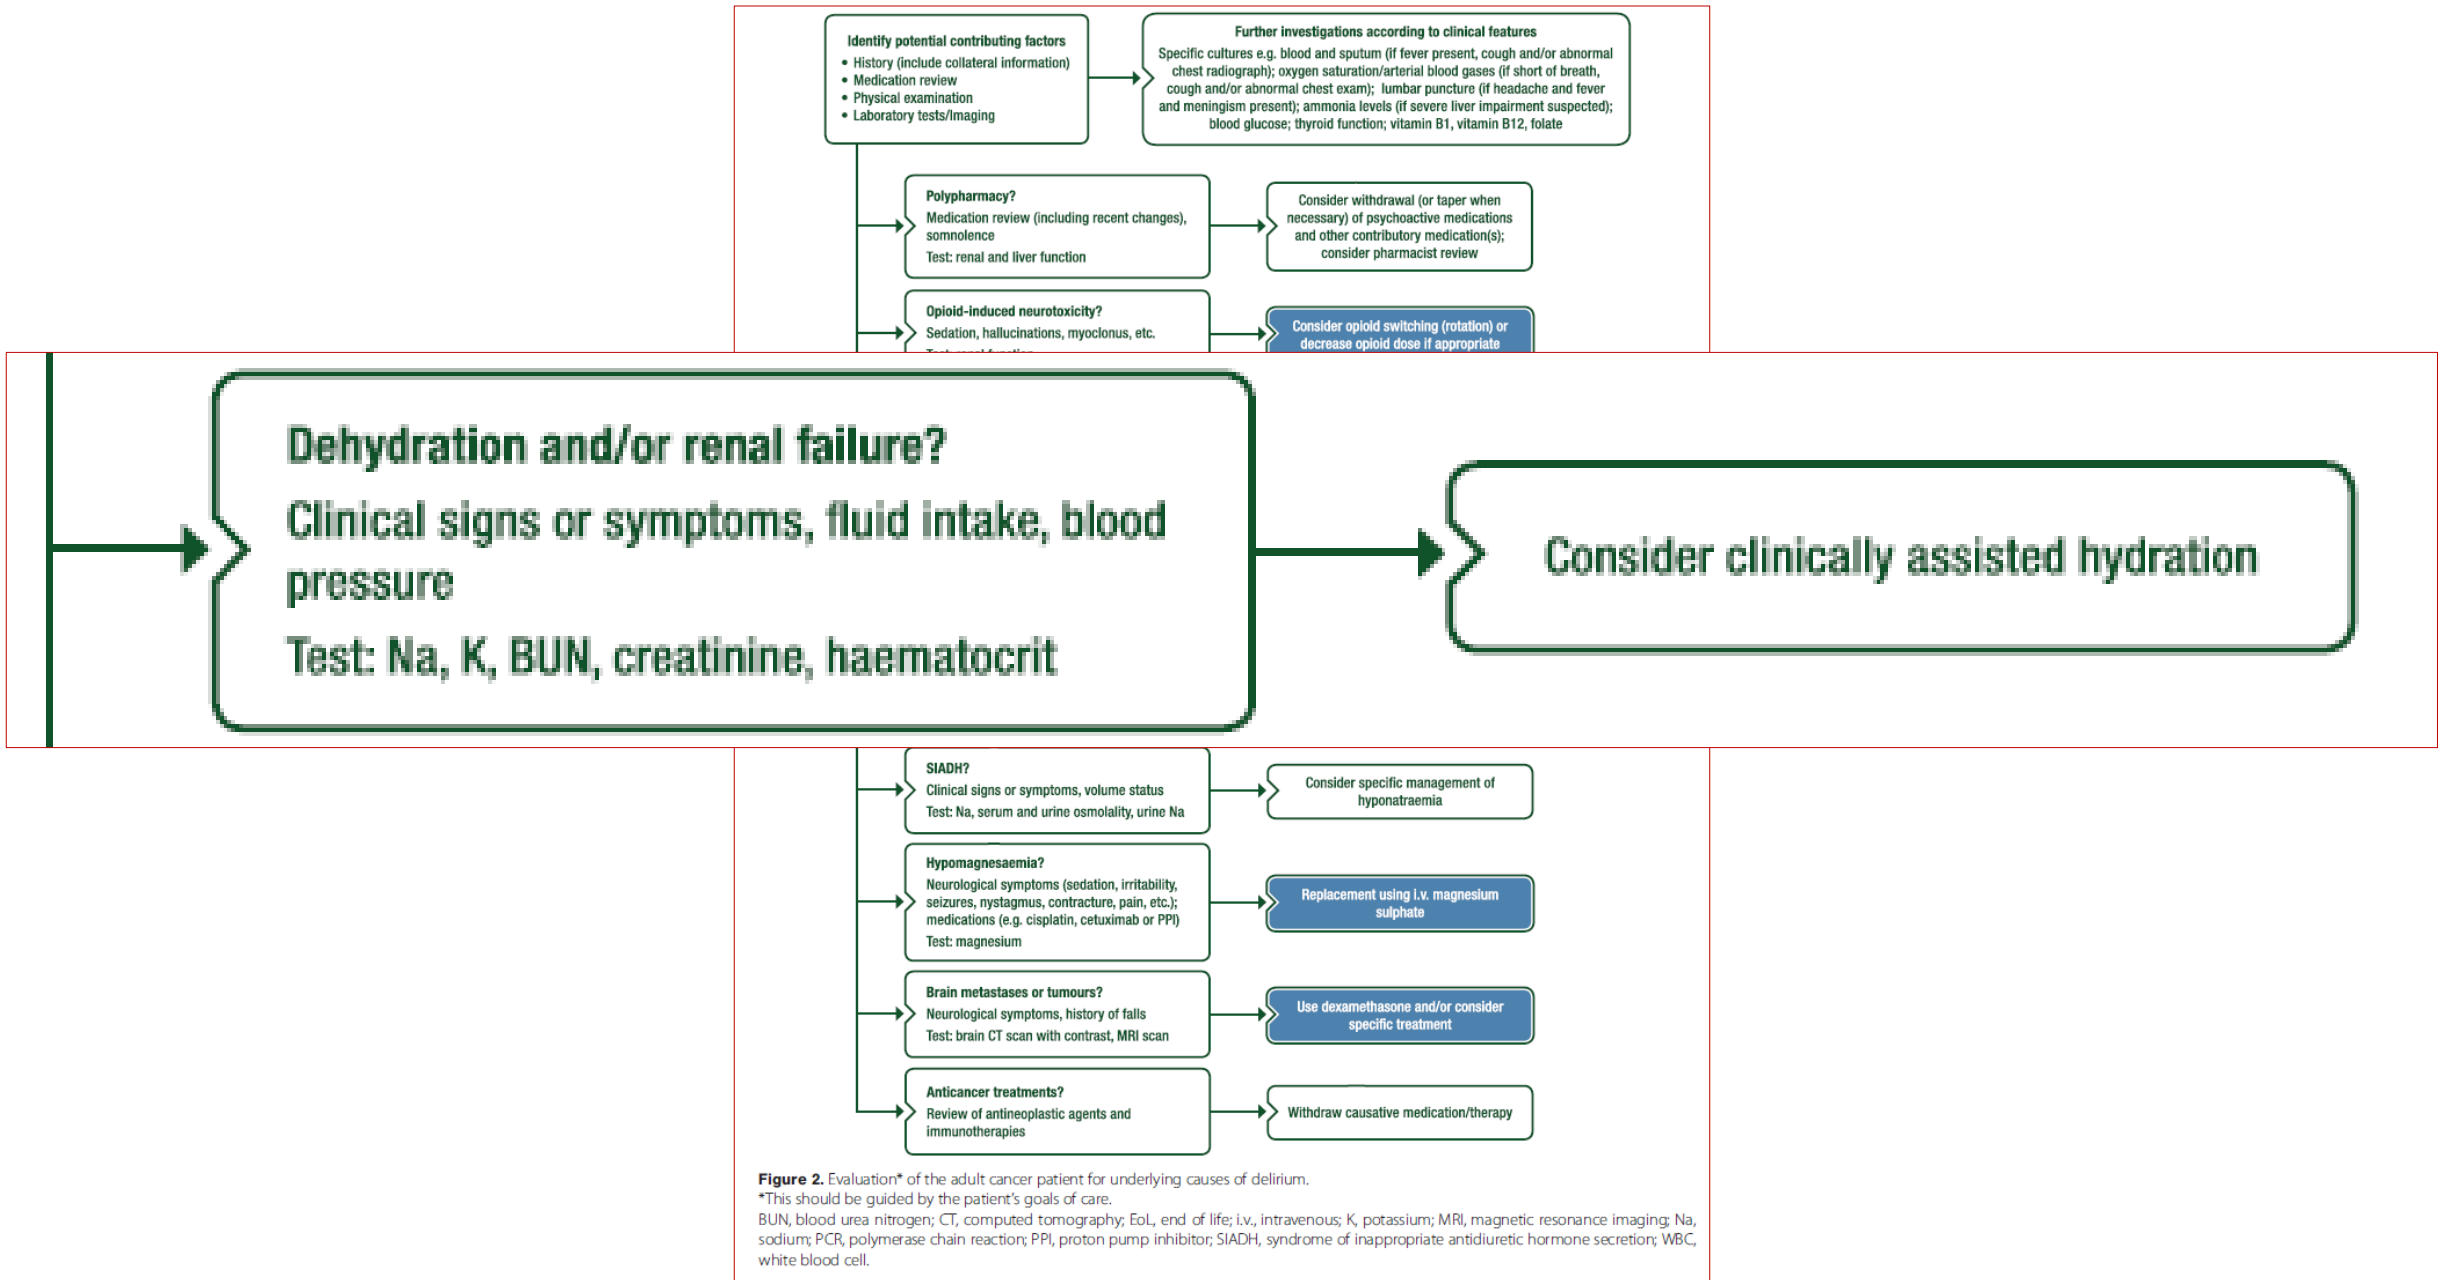 Identify potential contributing factors
• History (include collateral information)
• Medication review
• Physical examination
• Laboratory tests/Imaging
Further investigations according to clinical features
Specific cultures e.g. blood and sputum (if fever present, cough and/or abnormal
chest radiograph); oxygen saturation/arterial blood gases (if short of breath,
cough and/or abnormal chest exam); lumbar puncture (if headache and fever
and meningism present); ammonia levels (if severe liver impairment suspected);
blood glucose; thyroid function; vitamin B1, vitamin B12, folate
Polypharmacy?
Medication review (including recent changes),
somnolence
Test: renal and liver function
Consider withdrawal (or taper when
necessary) of psychoactive medications
and other contributory medication(s);
consider pharmacist review
Opioid-induced neurotoxicity?
Sedation, hallucinations, myoclonus, etc.
Consider opioid switching (rotation) or
decrease opioid dose if appropriate
Dehydration and/or renal failure?
Clinical signs or symptoms, fluid intake, blood
pressure
Test: Na, K, BUN, creatinine, haematocrit
Consider clinically assisted hydration
SIADH?
Clinical signs or symptoms, volume status
Test: Na, serum and urine osmolality, urine Na
Consider specific management of
hyponatraemia
Hypomagnesaemia?
Neurological symptoms (sedation, irritability,
seizures, nystagmus, contracture, pain, etc.);
medications (e.g. cisplatin, cetuximab or PPI)
Test: magnesium
Replacement using i.v. magnesium
sulphate
Brain metastases or tumours?
Neurological symptoms, history of falls
Test: brain CT scan with contrast, MRI scan
Use dexamethasone and/or consider
specific treatment
Anticancer treatments?
Review of antineoplastic agents and
immunotherapies
Withdraw causative medication/therapy
Figure 2. Evaluation* of the adult cancer patient for underlying causes of delirium.
*This should be guided by the patient's goals of care.
BUN, blood urea nitrogen; CT, computed tomography; EoL, end of life; i.v., intravenous; K, potassium; MRI, magnetic resonance imaging; Na,
sodium; PCR, polymerase chain reaction; PPI, proton pump inhibitor; SIADH, syndrome of inappropriate antidiuretic hormone secretion; WBC,
white blood cell.